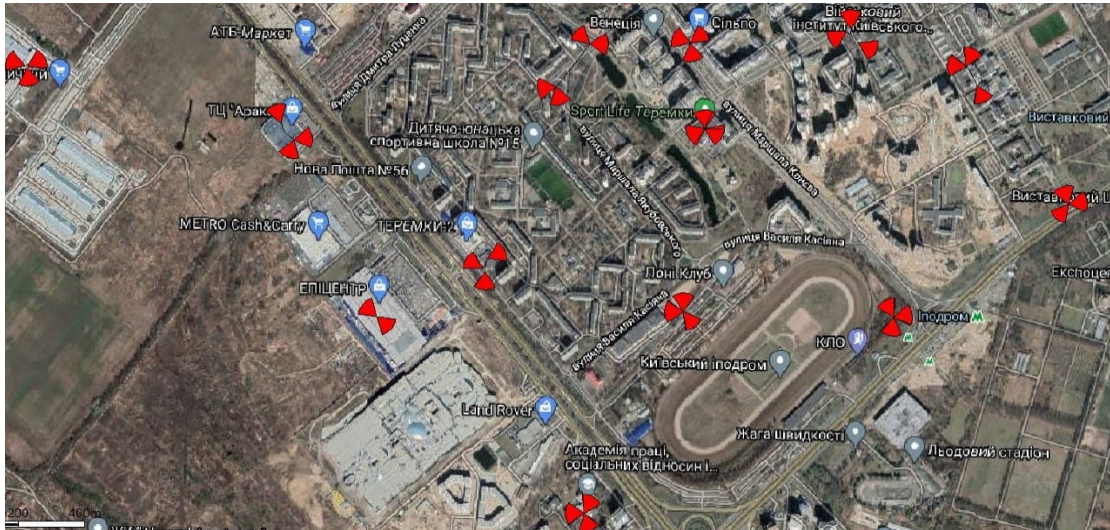 АТБ-Маркет
вулиця Дмитра Луценка
Венеція
Сільпо
Військовий
інститут Київського...
ТЦ "Арак
Sport Life Теремки
вулиця Маршала Конєва
Виставковий
Дитячо-юнацька
спортивна школа №15
Нова Пошта №56
вулиця Маршала Якубовського
METRO Cash&Carry
ТЕРЕМКИ-2
вулиця Василя Касіяна
Лоні Клуб
Експоце
ЕПІЦЕНТР
вулиця Василя Касіяна
Іподром
КЛО
Київський іподром
Land Rover
Жага швидкості
Льодовий стадіон
Академія праці,
соціальних відносин і...
200 400m